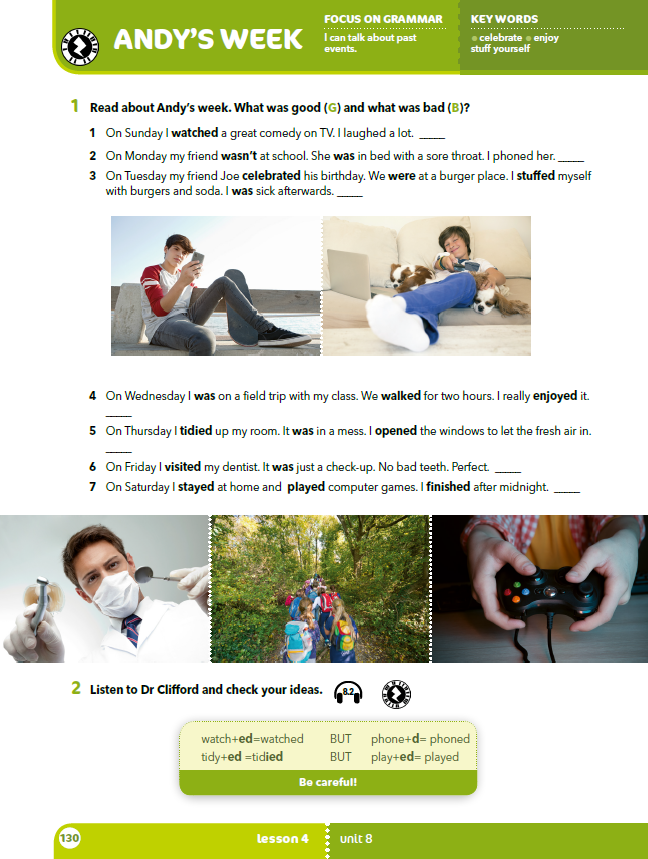 ANDY'S WEEK
FOCUS ON GRAMMAR
I can talk about past
events.
KEY WORDS
celebrate enjoy
stuff yourself
1 Read about Andy's week. What was good (G) and what was bad (B)?
1 On Sunday I watched a great comedy on TV. I laughed a lot. _____
2 On Monday my friend wasn't at school. She was in bed with a sore throat. I phoned her. _____
3 On Tuesday my friend Joe celebrated his birthday. We were at a burger place. I stuffed myself
with burgers and soda. I was sick afterwards. _____
4 On Wednesday I was on a field trip with my class. We walked for two hours. I really enjoyed it.
_____
5 On Thursday I tidied up my room. It was in a mess. I opened the windows to let the fresh air in.
_____
6 On Friday I visited my dentist. It was just a check-up. No bad teeth. Perfect. _____
7 On Saturday I stayed at home and played computer games. I finished after midnight. _____
2 Listen to Dr Clifford and check your ideas. 8.2
watch+ed=watched BUT phone+d= phoned
tidy+ed =tidied BUT play+ed= played
Be careful!
130 lesson 4 unit 8